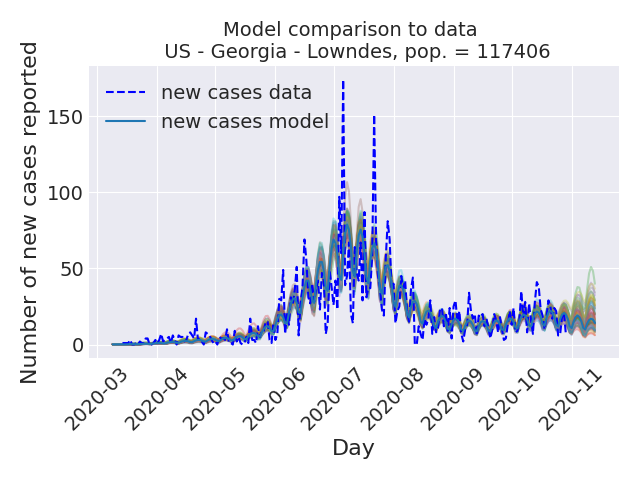 Model comparison to data
US - Georgia - Lowndes, pop. = 117406
Number of new cases reported
150
100
50
0
new cases data
new cases model
2020-03
2020-04
2020-05
2020-06
2020-07
2020-08
2020-09
2020-10
2020-11
Day